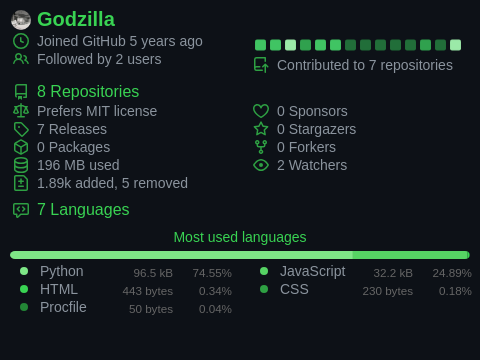 Godzilla
Joined GitHub 5 years ago
Followed by 2 users
Contributed to 7 repositories
8 Repositories
Prefers MIT license
7 Releases
0 Packages
196 MB used
1.89k added, 5 removed
0 Sponsors
0 Stargazers
0 Forkers
2 Watchers
7 Languages
Most used languages
Python 96.5 kB 74.55%
HTML 443 bytes 0.34%
Procfile 50 bytes 0.04%
JavaScript 32.2 kB 24.89%
CSS 230 bytes 0.18%